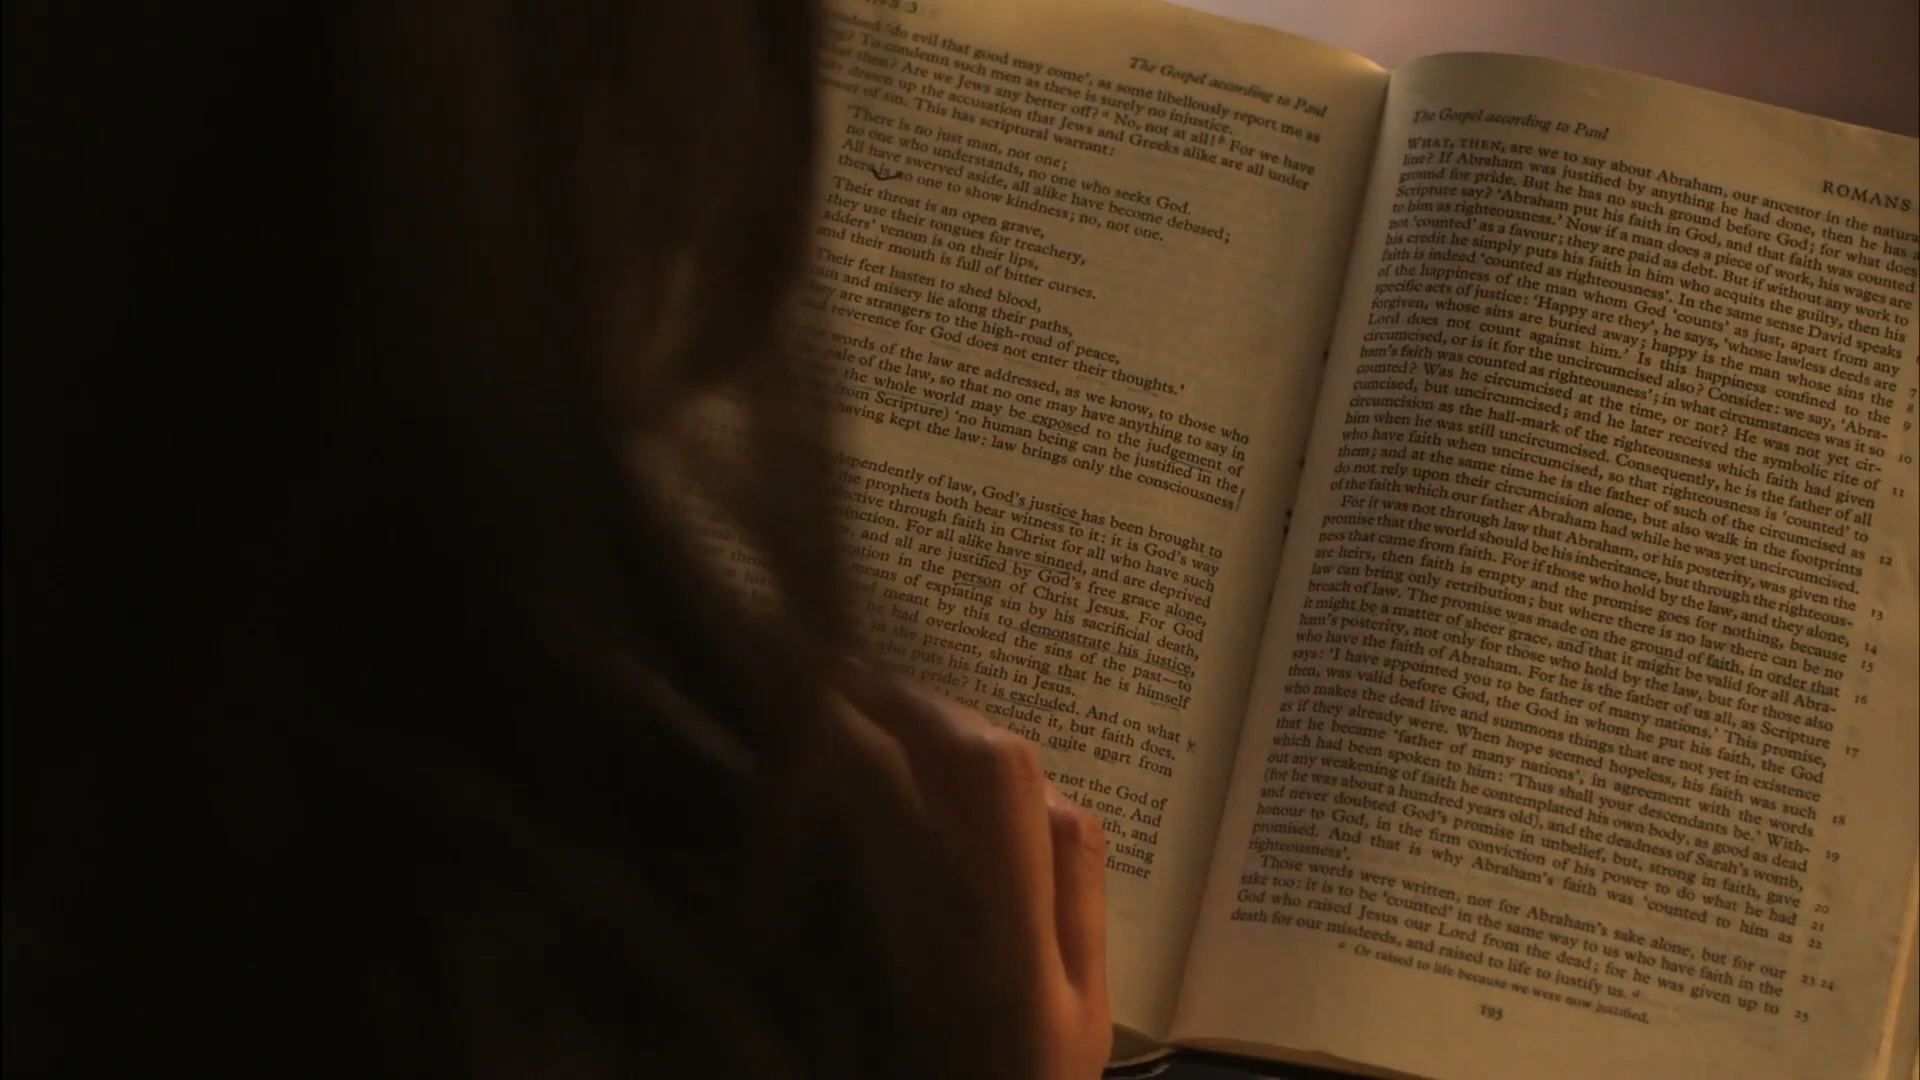 3
The Gospel according to Paul
'do evil that good may come', as some libellously report me as
To condemn such men as these is surely no injustice.
then? Are we Jews any better off?ᵃ No, not at all!ᵇ For we have
drawn up the accusation that Jews and Greeks alike are all under
of sin. This has scriptural warrant:
'There is no just man, not one;
no one who understands, no one who seeks God.
All have swerved aside, all alike have become debased;
there is no one to show kindness; no, not one.
Their throat is an open grave,
they use their tongues for treachery,
adders' venom is on their lips,
and their mouth is full of bitter curses.
Their feet hasten to shed blood,
and misery lie along their paths,
are strangers to the high-road of peace,
reverence for God does not enter their thoughts.'
words of the law are addressed, as we know, to those who
pale of the law, so that no one may have anything to say in
the whole world may be exposed to the judgement of
from Scripture) 'no human being can be justified in the
having kept the law: law brings only the consciousness
independently of law, God's justice has been brought to
the prophets both bear witness to it: it is God's way
effective through faith in Christ for all who have such
For all alike have sinned, and are deprived
and all are justified by God's free grace alone,
in the person of Christ Jesus. For God
means of expiating sin by his sacrificial death,
meant by this to demonstrate his justice,
he had overlooked the sins of the past—to
in the present, showing that he is himself
who puts his faith in Jesus.
pride? It is excluded. And on what
not exclude it, but faith does.
faith quite apart from
not the God of
is one. And
and
using
firmer
The Gospel according to Paul
ROMANS
WHAT, THEN, are we to say about Abraham, our ancestor in the natural
line? If Abraham was justified by anything he had done, then he has a
ground for pride. But he has no such ground before God; for what does
Scripture say? 'Abraham put his faith in God, and that faith was counted
to him as righteousness.' Now if a man does a piece of work, his wages are
not 'counted' as a favour; they are paid as debt. But if without any work to
his credit he simply puts his faith in him who acquits the guilty, then his
faith is indeed 'counted as righteousness'. In the same sense David speaks
of the happiness of the man whom God 'counts' as just, apart from any
specific acts of justice: 'Happy are they', he says, 'whose lawless deeds are 7
forgiven, whose sins are buried away; happy is the man whose sins the 8
Lord does not count against him.' Is this happiness confined to the 9
circumcised, or is it for the uncircumcised also? Consider: we say, 'Abra-
ham's faith was counted as righteousness'; in what circumstances was it so 10
counted? Was he circumcised at the time, or not? He was not yet cir-
cumcised, but uncircumcised; and he later received the symbolic rite of 11
circumcision as the hall-mark of the righteousness which faith had given
him when he was still uncircumcised. Consequently, he is the father of all
who have faith when uncircumcised, so that righteousness is 'counted' to
them; and at the same time he is the father of such of the circumcised as 12
do not rely upon their circumcision alone, but also walk in the footprints
of the faith which our father Abraham had while he was yet uncircumcised.
For it was not through law that Abraham, or his posterity, was given the 13
promise that the world should be his inheritance, but through the righteous-
ness that came from faith. For if those who hold by the law, and they alone, 14
are heirs, then faith is empty and the promise goes for nothing, because 15
law can bring only retribution; but where there is no law there can be no
breach of law. The promise was made on the ground of faith, in order that 16
it might be a matter of sheer grace, and that it might be valid for all Abra-
ham's posterity, not only for those who hold by the law, but for those also
who have the faith of Abraham. For he is the father of us all, as Scripture 17
says: 'I have appointed you to be father of many nations.' This promise,
then, was valid before God, the God in whom he put his faith, the God
who makes the dead live and summons things that are not yet in existence
as if they already were. When hope seemed hopeless, his faith was such 18
that he became 'father of many nations', in agreement with the words
which had been spoken to him: 'Thus shall your descendants be.' With- 19
out any weakening of faith he contemplated his own body, as good as dead
(for he was about a hundred years old), and the deadness of Sarah's womb,
and never doubted God's promise in unbelief, but, strong in faith, gave 20
honour to God, in the firm conviction of his power to do what he had 21
promised. And that is why Abraham's faith was 'counted to him as 22
righteousness'.
Those words were written, not for Abraham's sake alone, but for our 23 24
sake too: it is to be 'counted' in the same way to us who have faith in the
God who raised Jesus our Lord from the dead; for he was given up to 25
death for our misdeeds, and raised to life to justify us.ᵃ
ᵃ Or raised to life because we were now justified.
195